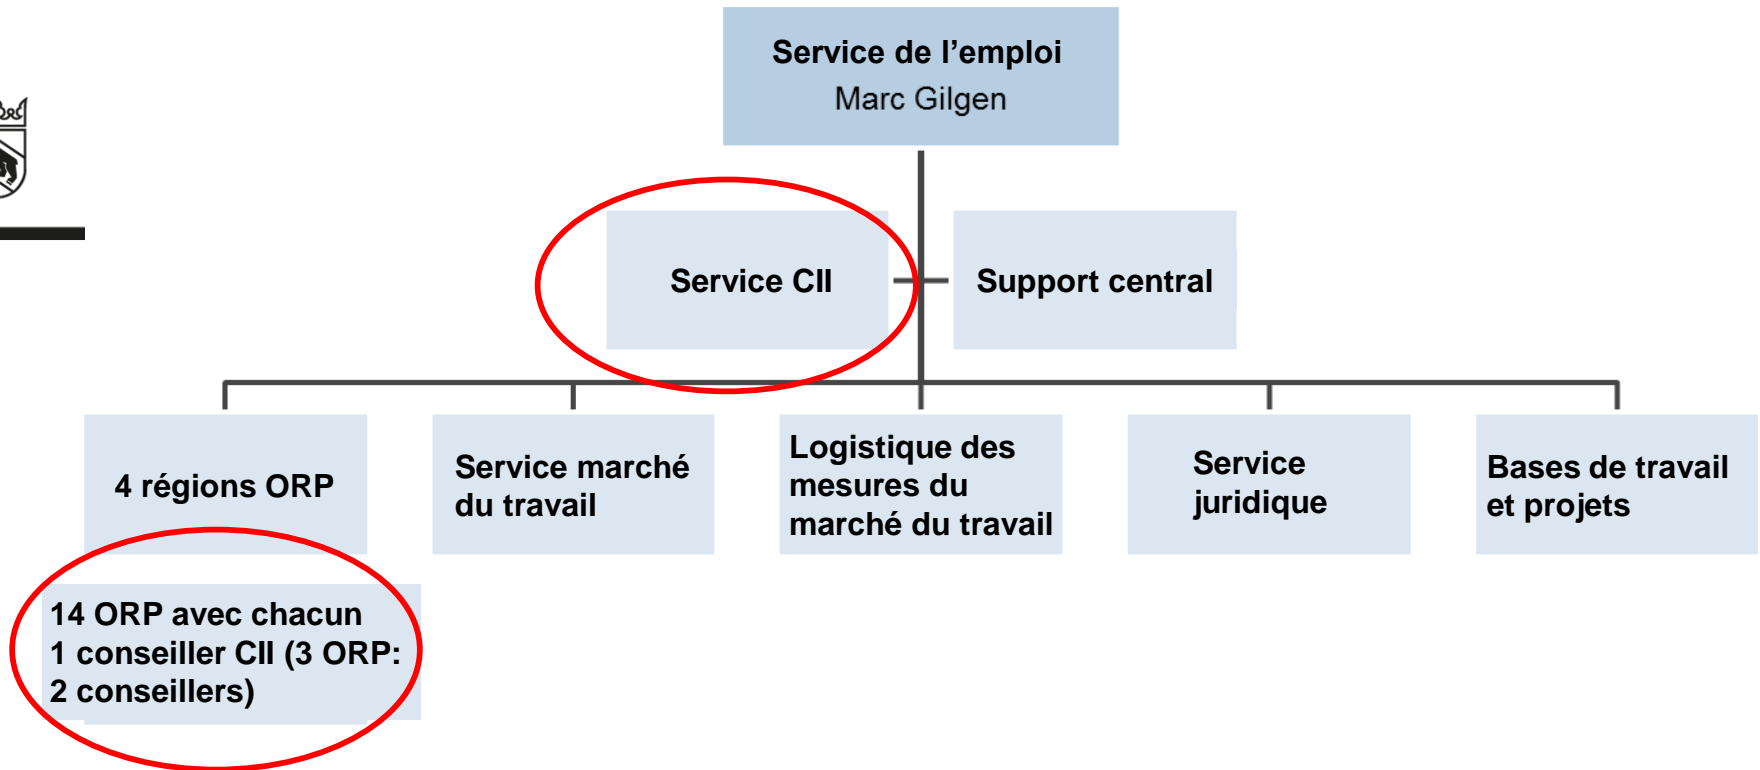 Service de l’emploi
Marc Gilgen
Service CII
Support central
4 régions ORP
Service marché
du travail
Logistique des
mesures du
marché du travail
Service
juridique
Bases de travail
et projets
14 ORP avec chacun
1 conseiller CII (3 ORP:
2 conseillers)